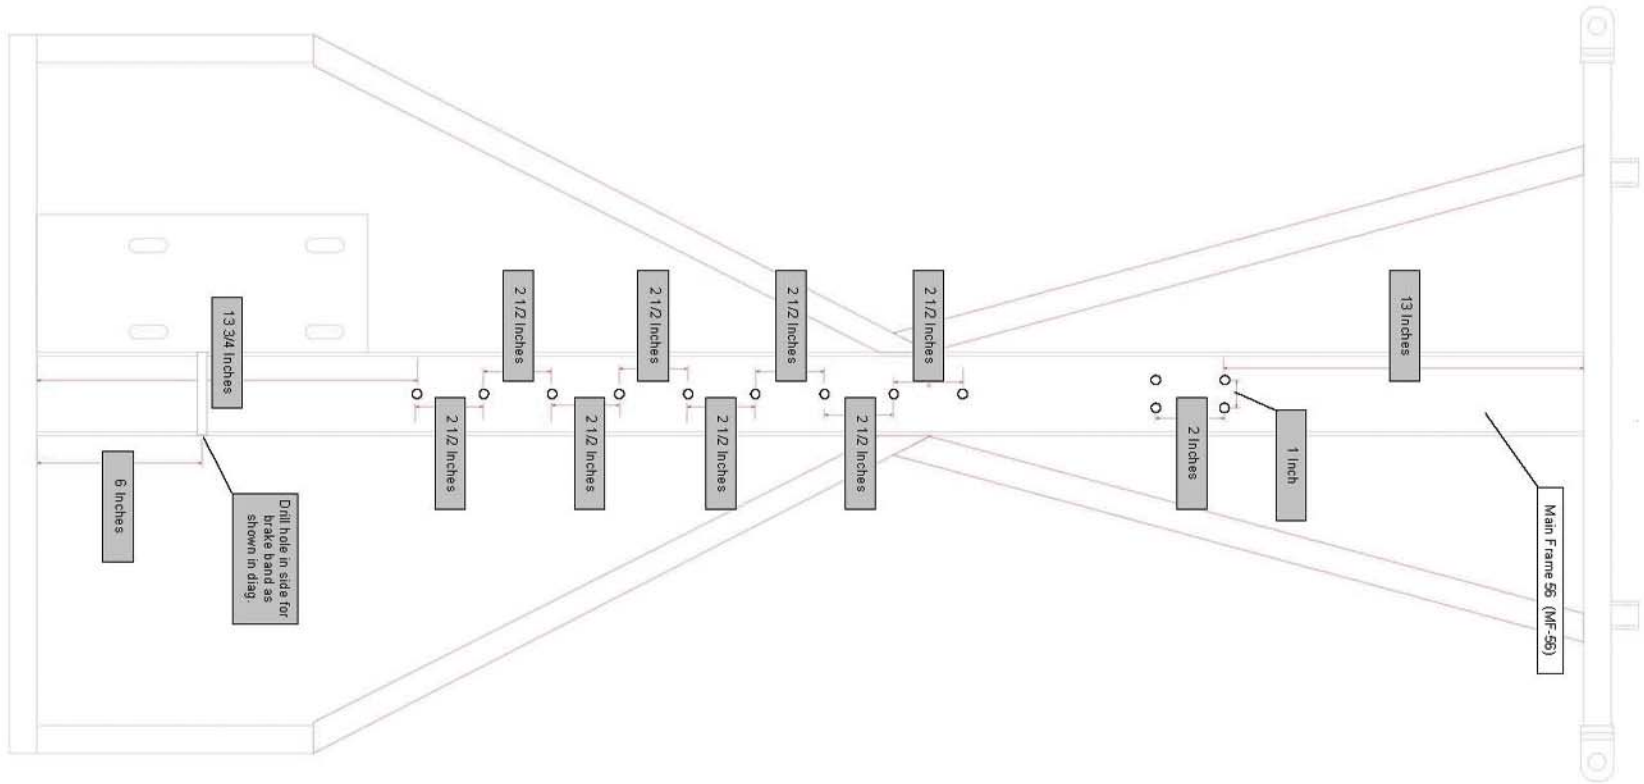 13 3/4 Inches
2 1/2 Inches
2 1/2 Inches
2 1/2 Inches
2 1/2 Inches
13 Inches
2 1/2 Inches
2 1/2 Inches
2 1/2 Inches
2 1/2 Inches
2 Inches
1 Inch
6 Inches
Drill hole in side for
brake band as
shown in diag.
Main Frame 56 (MF-56)